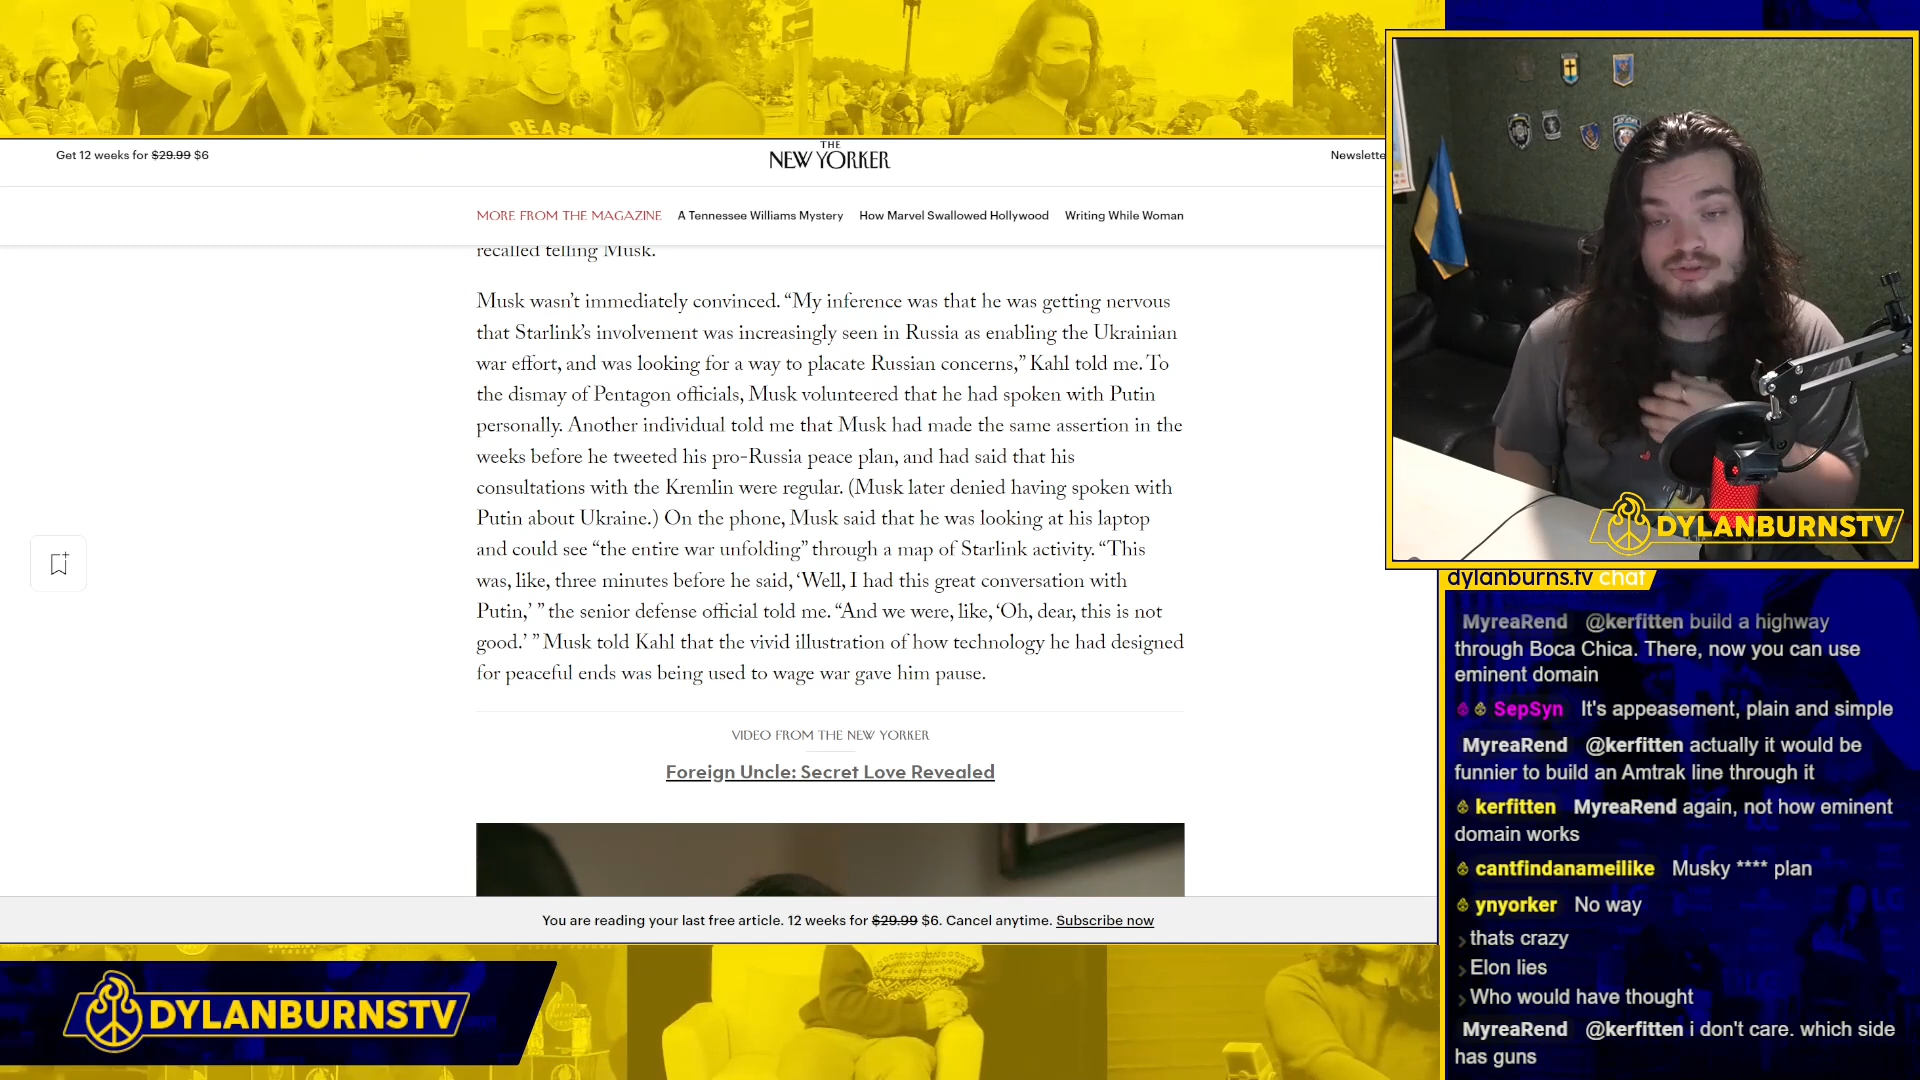 BEAS
Get 12 weeks for $29.99 $6
THE
NEW YORKER
Newslette
MORE FROM THE MAGAZINE A Tennessee Williams Mystery How Marvel Swallowed Hollywood Writing While Woman
recalled telling Musk.
Musk wasn’t immediately convinced. “My inference was that he was getting nervous
that Starlink’s involvement was increasingly seen in Russia as enabling the Ukrainian
war effort, and was looking for a way to placate Russian concerns,” Kahl told me. To
the dismay of Pentagon officials, Musk volunteered that he had spoken with Putin
personally. Another individual told me that Musk had made the same assertion in the
weeks before he tweeted his pro-Russia peace plan, and had said that his
consultations with the Kremlin were regular. (Musk later denied having spoken with
Putin about Ukraine.) On the phone, Musk said that he was looking at his laptop
and could see “the entire war unfolding” through a map of Starlink activity. “This
was, like, three minutes before he said, ‘Well, I had this great conversation with
Putin,’ ” the senior defense official told me. “And we were, like, ‘Oh, dear, this is not
good.’ ” Musk told Kahl that the vivid illustration of how technology he had designed
for peaceful ends was being used to wage war gave him pause.
VIDEO FROM THE NEW YORKER
Foreign Uncle: Secret Love Revealed
You are reading your last free article. 12 weeks for $29.99 $6. Cancel anytime. Subscribe now
DYLANBURNSTV
DYLANBURNSTV
dylanburns.tv chat
MyreaRend @kerfitten build a highway
through Boca Chica. There, now you can use
eminent domain
SepSyn It's appeasement, plain and simple
MyreaRend @kerfitten actually it would be
funnier to build an Amtrak line through it
kerfitten MyreaRend again, not how eminent
domain works
cantfindanameilike Musky **** plan
ynyorker No way
thats crazy
Elon lies
Who would have thought
MyreaRend @kerfitten i don't care. which side
has guns